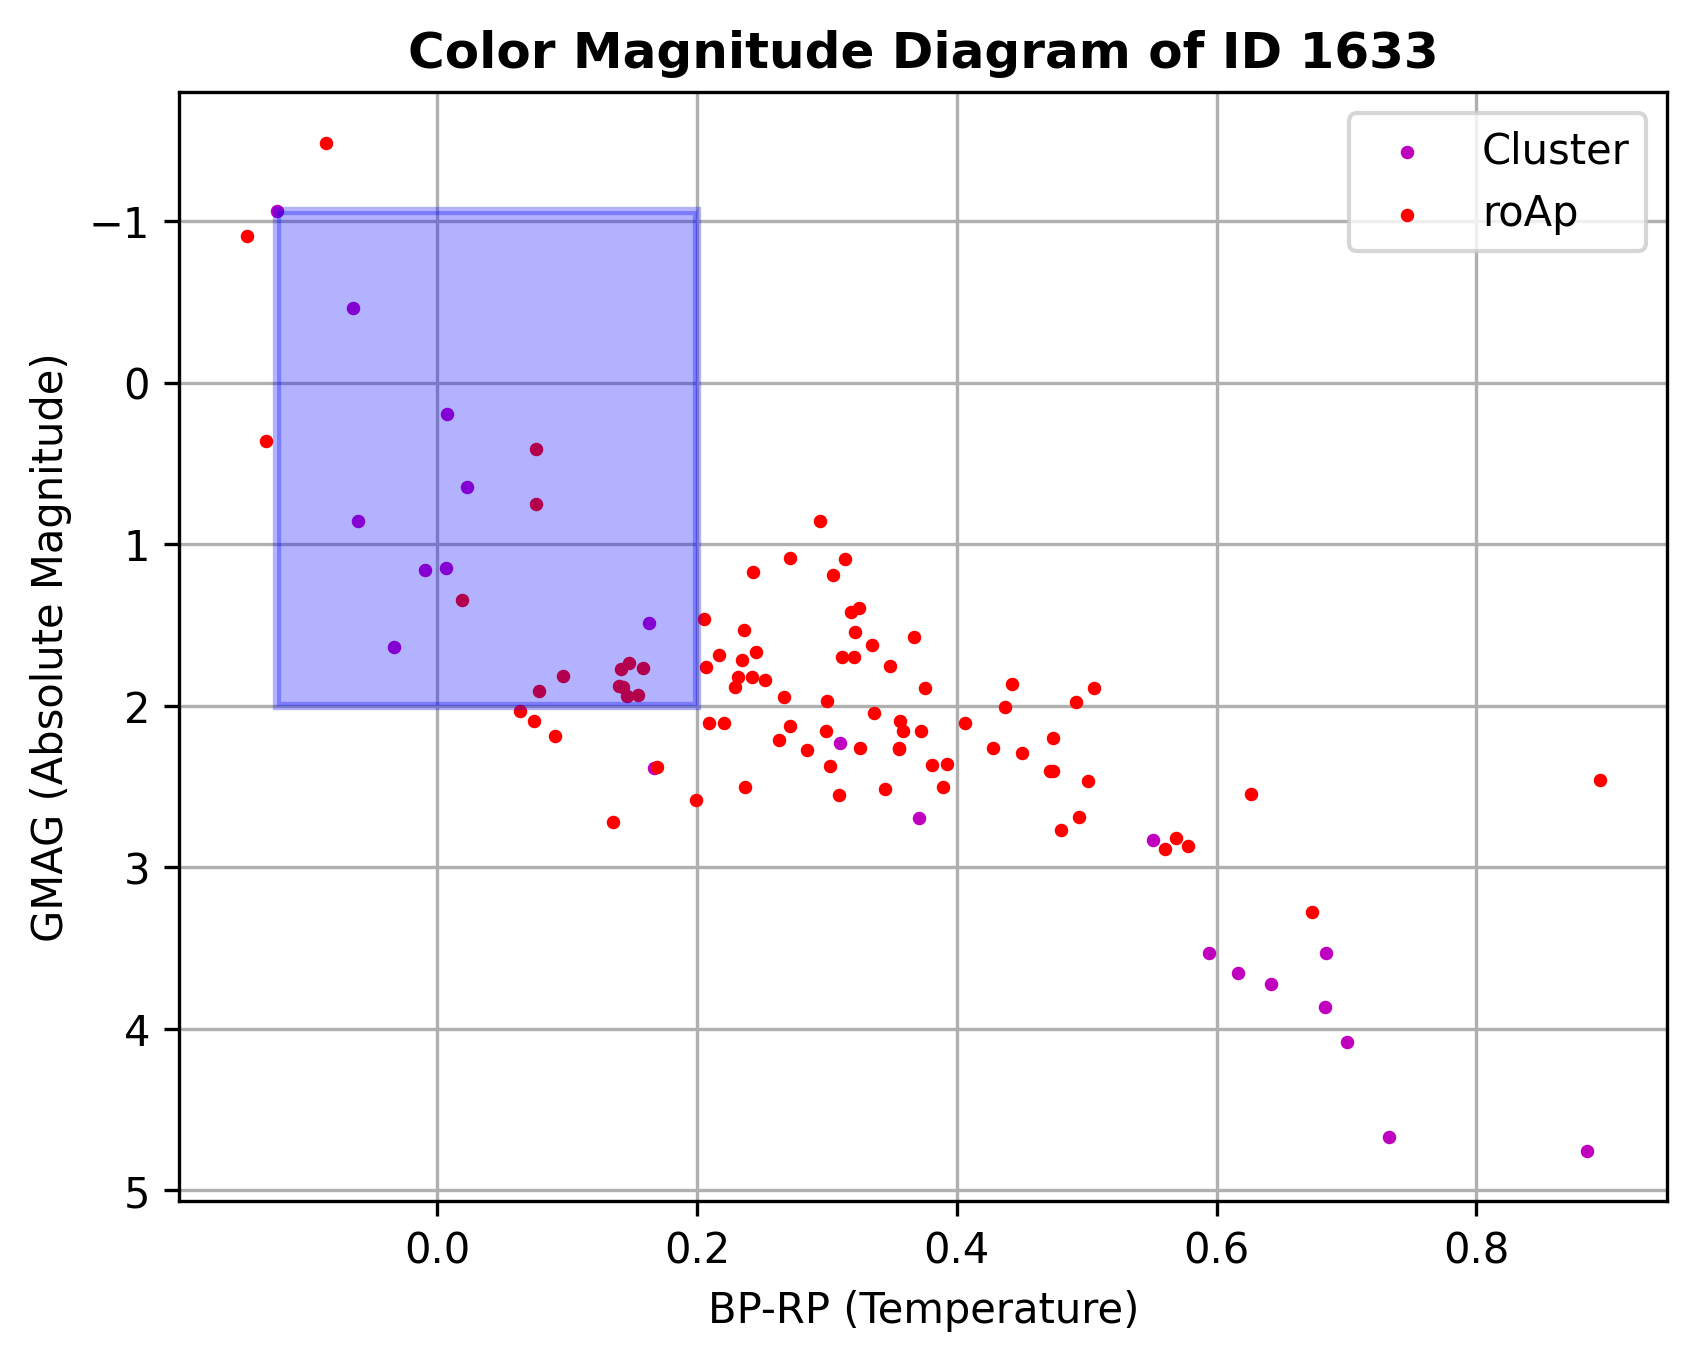 Color Magnitude Diagram of ID 1633
Cluster
roAp
GMAG (Absolute Magnitude)
−1
0
1
2
3
4
5
0.0 0.2 0.4 0.6 0.8
BP-RP (Temperature)